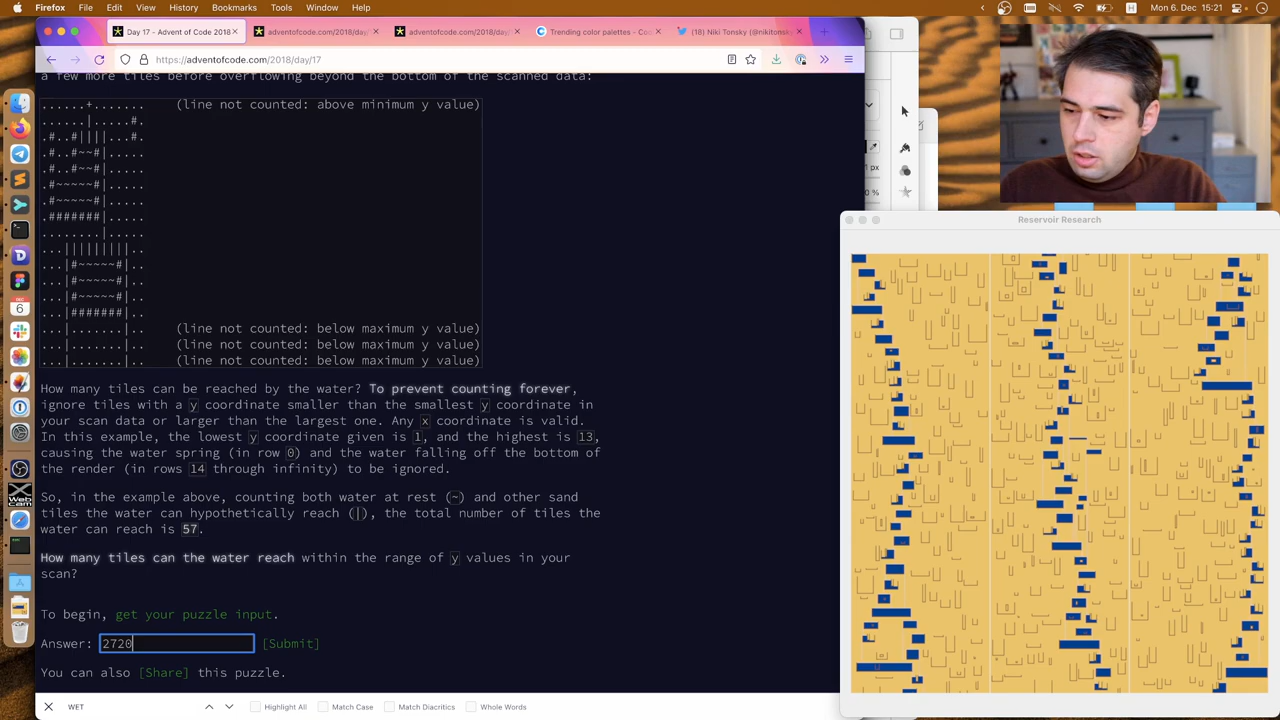 Firefox File Edit View History Bookmarks Tools Window Help
Mon 6. Dec 15:21
Day 17 - Advent of Code 2018
adventofcode.com/2018/day/
adventofcode.com/2018/day/
Trending color palettes - Co
(18) Niki Tonsky (@nikitonsk
https://adventofcode.com/2018/day/17
a few more tiles before overflowing beyond the bottom of the scanned data:
......+....... (line not counted: above minimum y value)
......|.....#.
.#..#||||...#.
.#..#~~#|.....
.#..#~~#|.....
.#~~~~~#|.....
.#~~~~~#|.....
.#######|.....
........|.....
...|||||||||..
...|#~~~~~#|..
...|#~~~~~#|..
...|#~~~~~#|..
...|#######|..
...|.......|.. (line not counted: below maximum y value)
...|.......|.. (line not counted: below maximum y value)
...|.......|.. (line not counted: below maximum y value)
How many tiles can be reached by the water? To prevent counting forever,
ignore tiles with a y coordinate smaller than the smallest y coordinate in
your scan data or larger than the largest one. Any x coordinate is valid.
In this example, the lowest y coordinate given is 1, and the highest is 13,
causing the water spring (in row 0) and the water falling off the bottom of
the render (in rows 14 through infinity) to be ignored.
So, in the example above, counting both water at rest (~) and other sand
tiles the water can hypothetically reach (|), the total number of tiles the
water can reach is 57.
How many tiles can the water reach within the range of y values in your
scan?
To begin, get your puzzle input.
Answer: 2720 [Submit]
You can also [Share] this puzzle.
WET
Highlight All Match Case Match Diacritics Whole Words
1 px
0 %
Reservoir Research
DEC
6